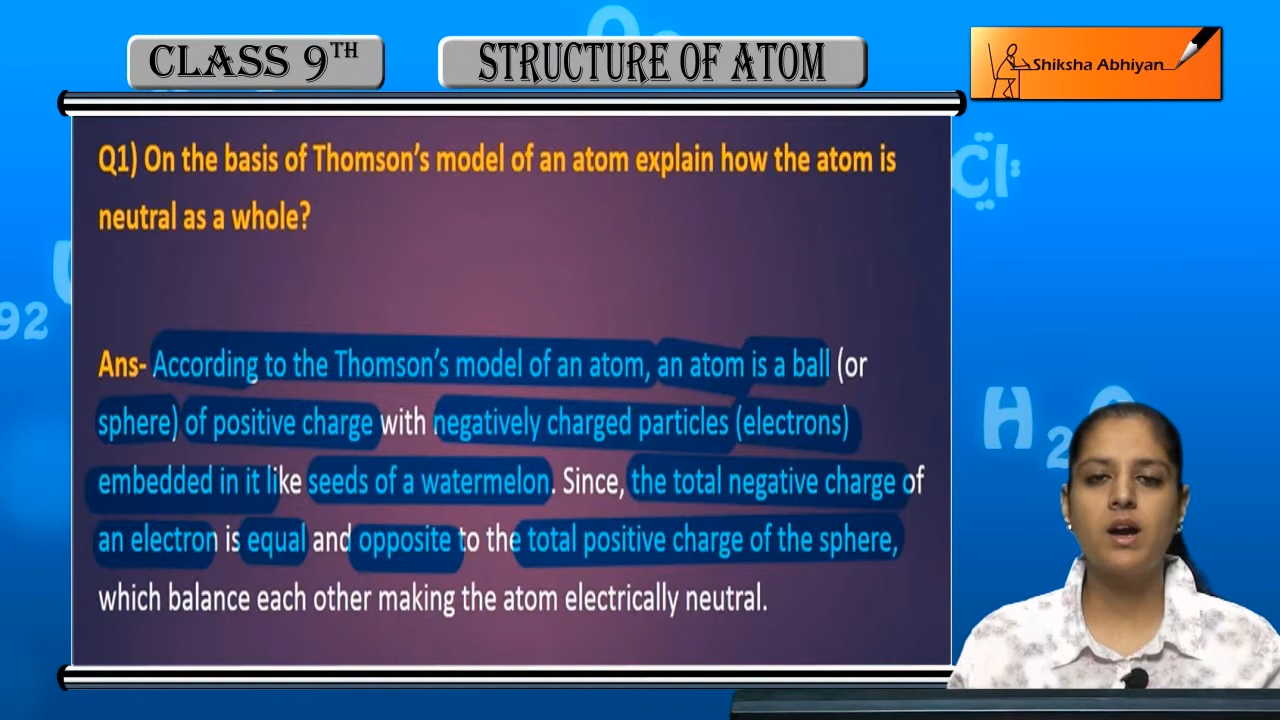 CLASS 9TH
STRUCTURE OF ATOM
Shiksha Abhiyan
Q1) On the basis of Thomson's model of an atom explain how the atom is
neutral as a whole?
Ans- According to the Thomson's model of an atom, an atom is a ball (or
sphere) of positive charge with negatively charged particles (electrons)
embedded in it like seeds of a watermelon. Since, the total negative charge of
an electron is equal and opposite to the total positive charge of the sphere,
which balance each other making the atom electrically neutral.
Cl
92
H2